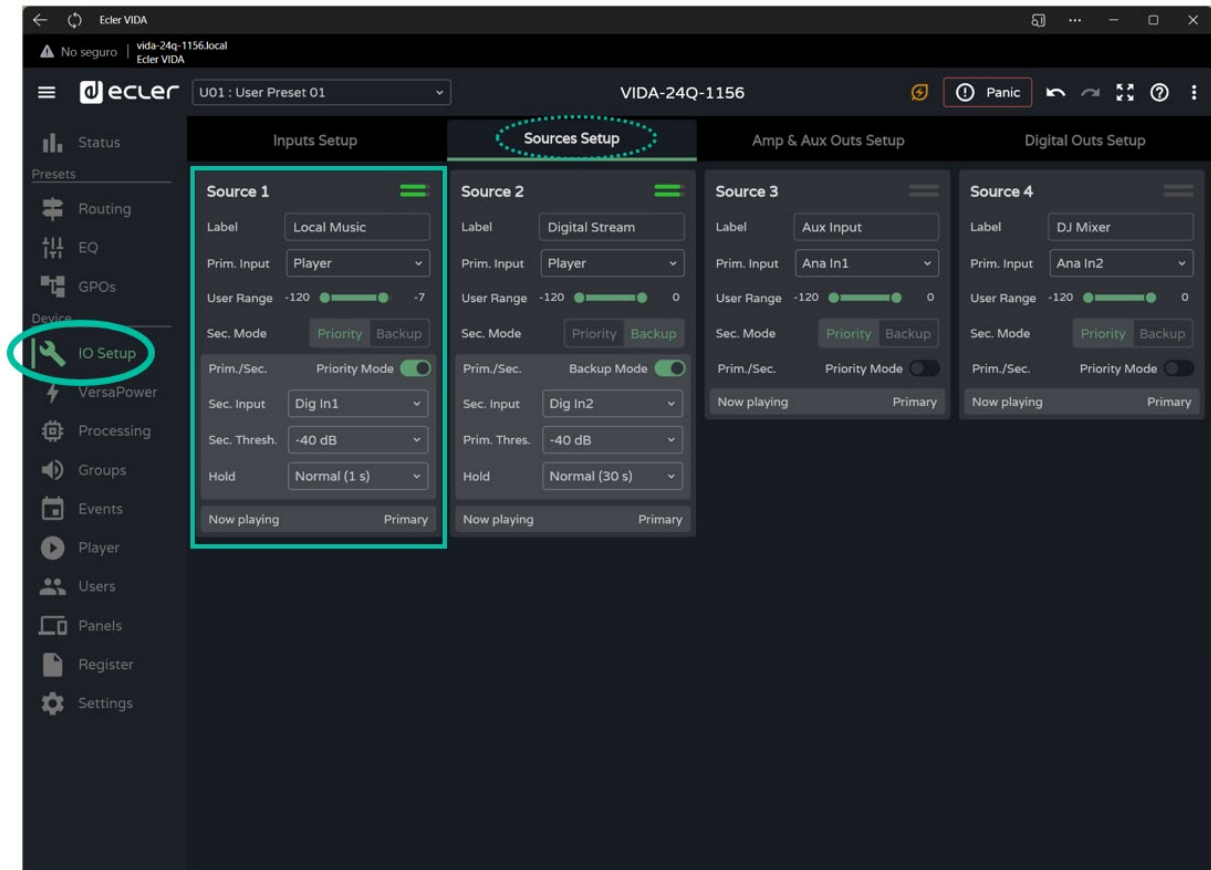 Ecler VIDA
No seguro
vida-24q-1156.local
Ecler VIDA
ecler
U01 : User Preset 01
VIDA-24Q-1156
Panic
Status
Presets
Routing
EQ
GPOs
Device
IO Setup
VersaPower
Processing
Groups
Events
Player
Users
Panels
Register
Settings
Inputs Setup
Sources Setup
Amp & Aux Outs Setup
Digital Outs Setup
Source 1
Label Local Music
Prim. Input Player
User Range -120 -7
Sec. Mode Priority Backup
Prim./Sec. Priority Mode
Sec. Input Dig In1
Sec. Thresh. -40 dB
Hold Normal (1 s)
Now playing Primary
Source 2
Label Digital Stream
Prim. Input Player
User Range -120 0
Sec. Mode Priority Backup
Prim./Sec. Backup Mode
Sec. Input Dig In2
Prim. Thres. -40 dB
Hold Normal (30 s)
Now playing Primary
Source 3
Label Aux Input
Prim. Input Ana In1
User Range -120 0
Sec. Mode Priority Backup
Prim./Sec. Priority Mode
Now playing Primary
Source 4
Label DJ Mixer
Prim. Input Ana In2
User Range -120 0
Sec. Mode Priority Backup
Prim./Sec. Priority Mode
Now playing Primary